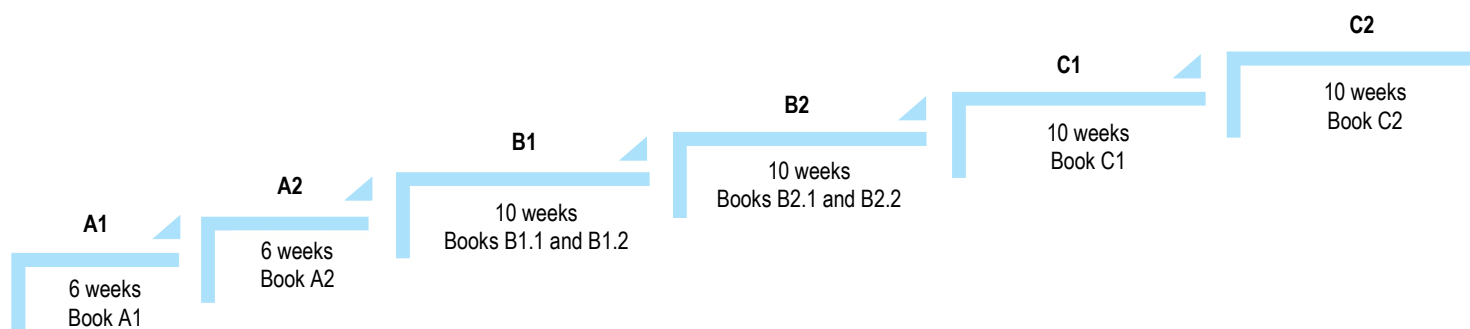 A1
6 weeks
Book A1
A2
6 weeks
Book A2
B1
10 weeks
Books B1.1 and B1.2
B2
10 weeks
Books B2.1 and B2.2
C1
10 weeks
Book C1
C2
10 weeks
Book C2